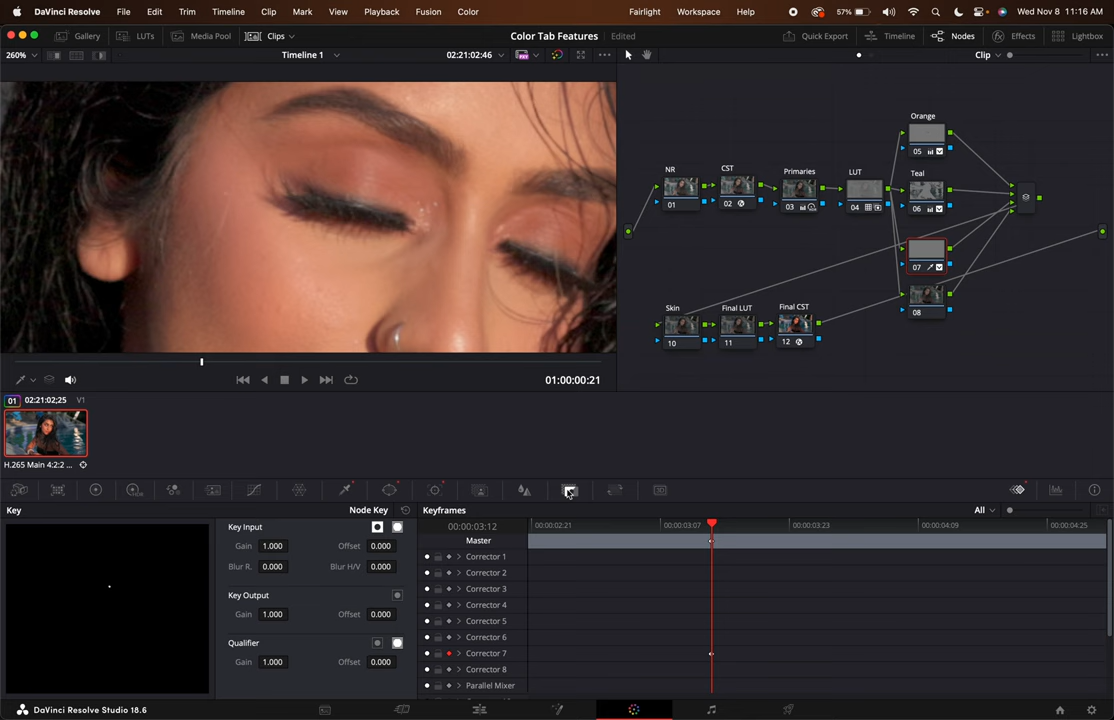 DaVinci Resolve File Edit Trim Timeline Clip Mark View Playback Fusion Color Fairlight Workspace Help 57% Wed Nov 8 11:16 AM
Gallery LUTs Media Pool Clips Color Tab Features Edited Quick Export Timeline Nodes Effects Lightbox
260% Timeline 1 02:21:02:46 Clip
Orange
05
NR CST Primaries LUT Teal
01 02 03 04 06
07
Skin Final LUT Final CST
10 11 12 08
01:00:00:21
01 02:21:02;25 V1
H.265 Main 4:2:2 ...
Key Node Key Keyframes All
Key Input
Gain 1.000 Offset 0.000
Blur R. 0.000 Blur H/V 0.000
Key Output
Gain 1.000 Offset 0.000
Qualifier
Gain 1.000 Offset 0.000
00:00:03:12 00:00:02:21 00:00:03:07 00:00:03:23 00:00:04:09 00:00:04:25
Master
Corrector 1
Corrector 2
Corrector 3
Corrector 4
Corrector 5
Corrector 6
Corrector 7
Corrector 8
Parallel Mixer
DaVinci Resolve Studio 18.6